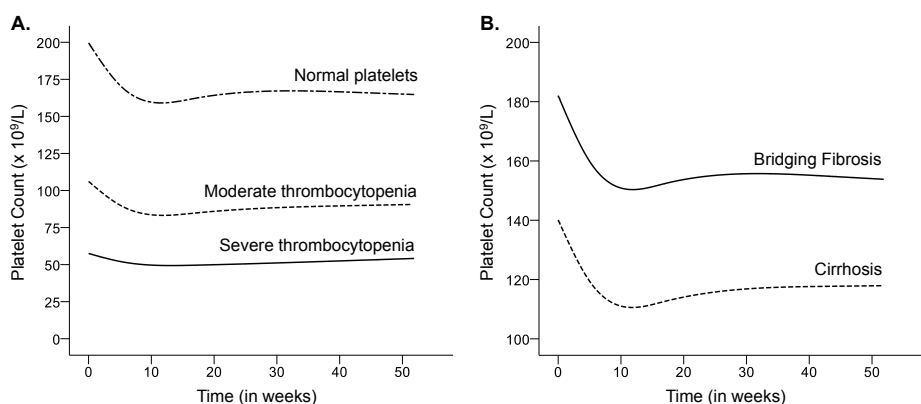 A.
Platelet Count (x 10⁹/L)
200
175
150
125
100
75
50
25
0
Normal platelets
Moderate thrombocytopenia
Severe thrombocytopenia
0 10 20 30 40 50
Time (in weeks)
B.
Platelet Count (x 10⁹/L)
200
180
160
140
120
100
Bridging Fibrosis
Cirrhosis
0 10 20 30 40 50
Time (in weeks)